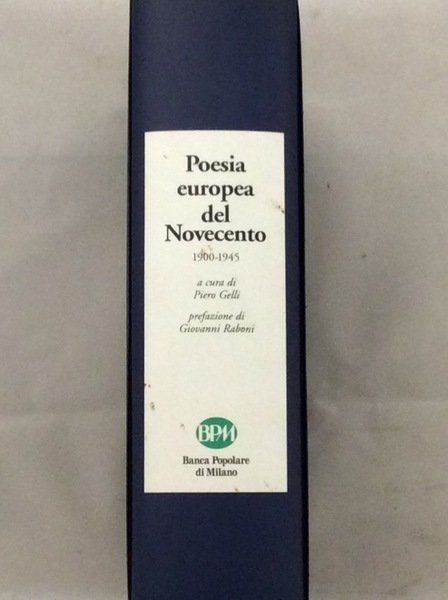 Poesia
europea
del
Novecento
1900-1945
a cura di
Piero Gelli
prefazione di
Giovanni Raboni
BPM
Banca Popolare
di Milano